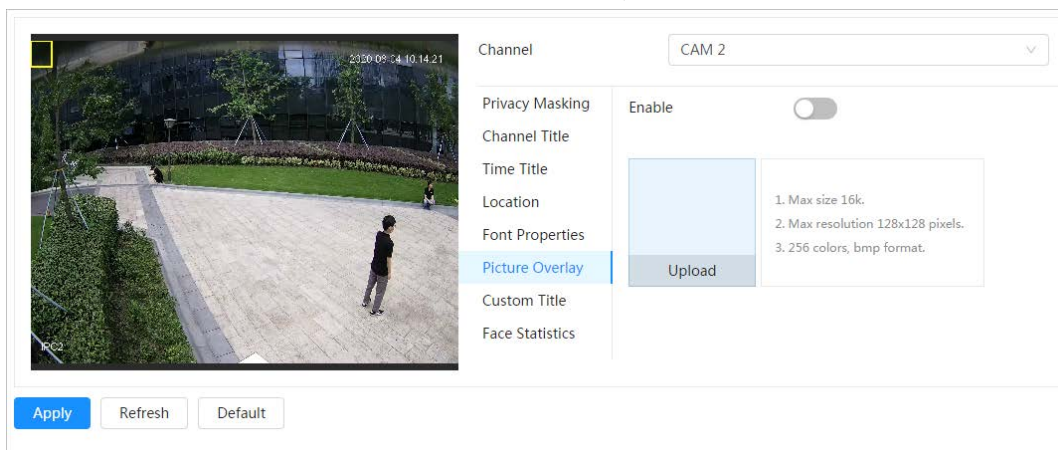 2020-08-04 10:14:21
IPC2
Channel
CAM 2
Privacy Masking
Channel Title
Time Title
Location
Font Properties
Picture Overlay
Custom Title
Face Statistics
Enable
Upload
1. Max size 16k.
2. Max resolution 128x128 pixels.
3. 256 colors, bmp format.
Apply
Refresh
Default